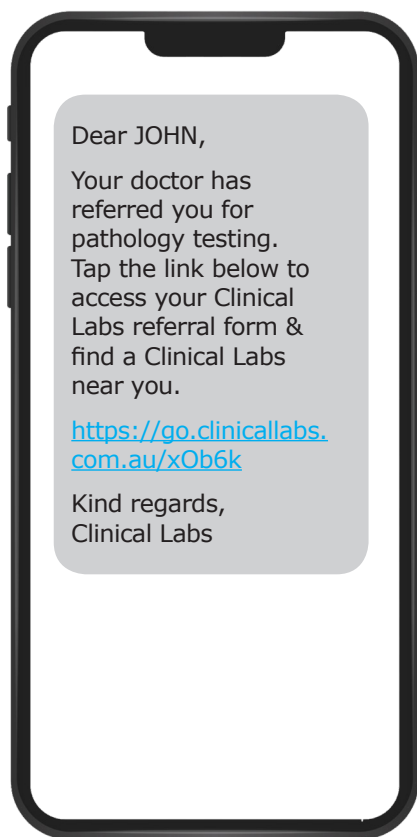 Dear JOHN,
Your doctor has
referred you for
pathology testing.
Tap the link below to
access your Clinical
Labs referral form &
find a Clinical Labs
near you.
https://go.clinicallabs.
com.au/xOb6k
Kind regards,
Clinical Labs